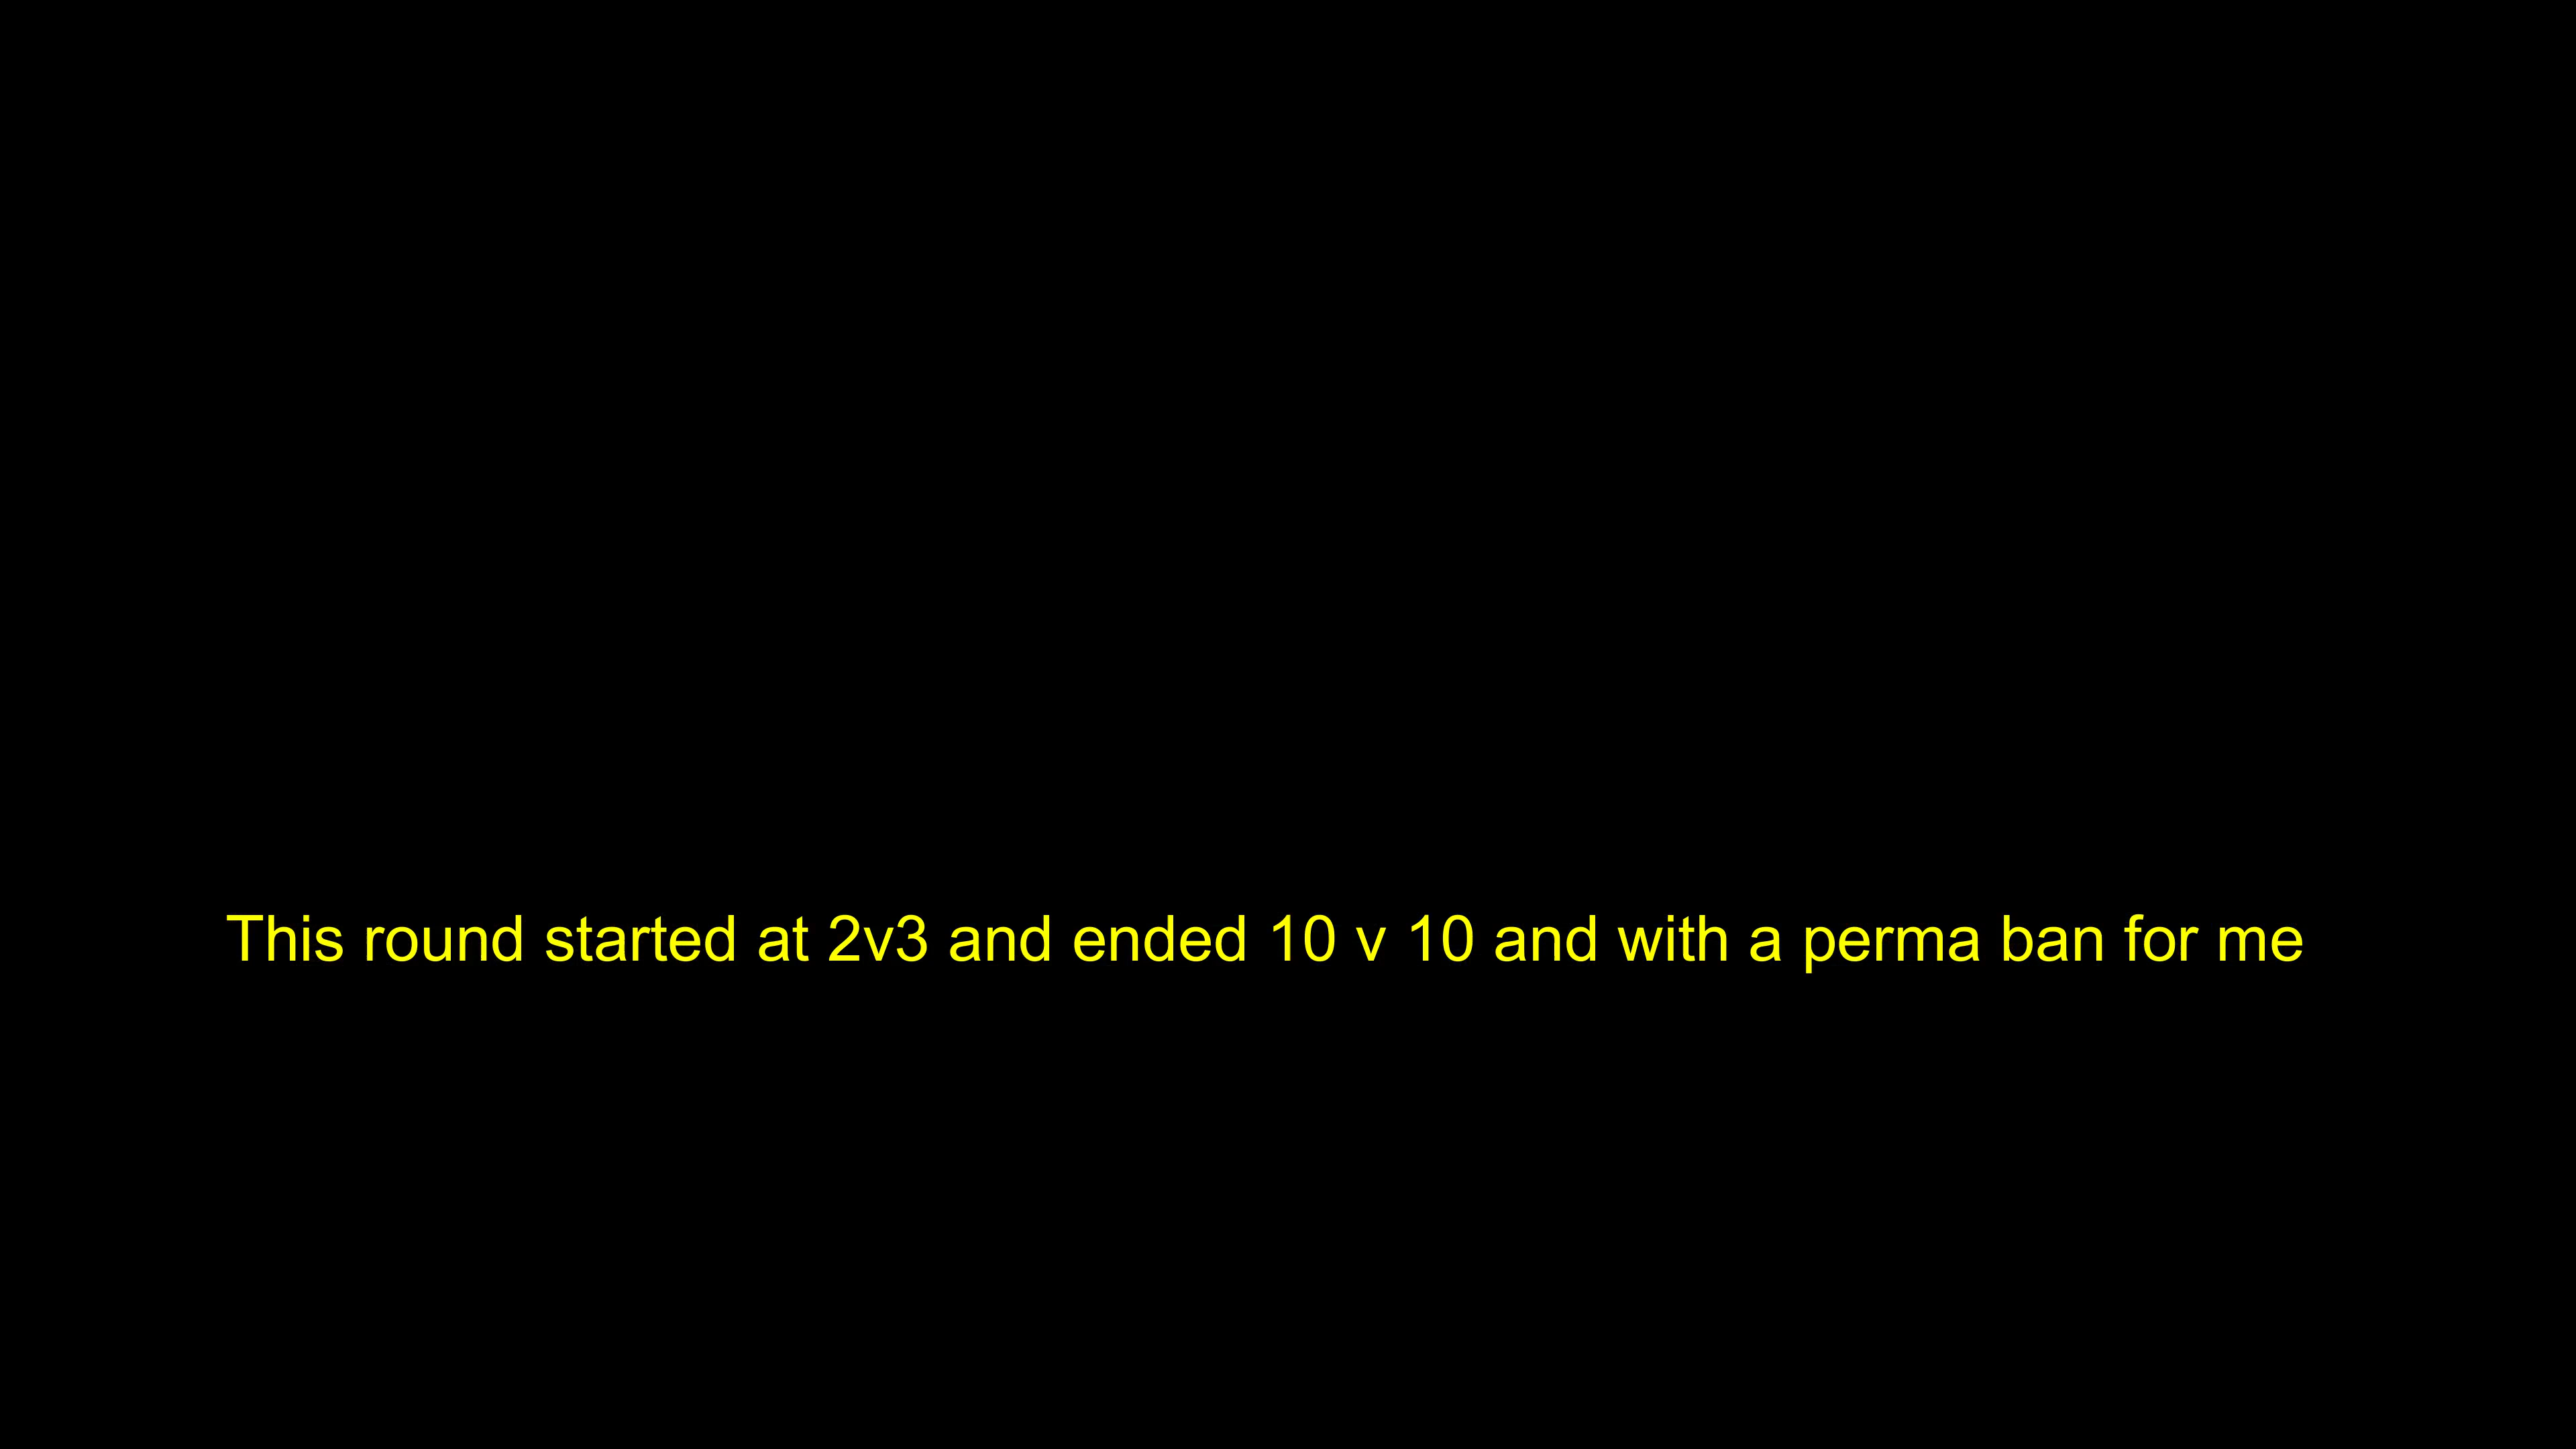 This round started at 2v3 and ended 10 v 10 and with a perma ban for me